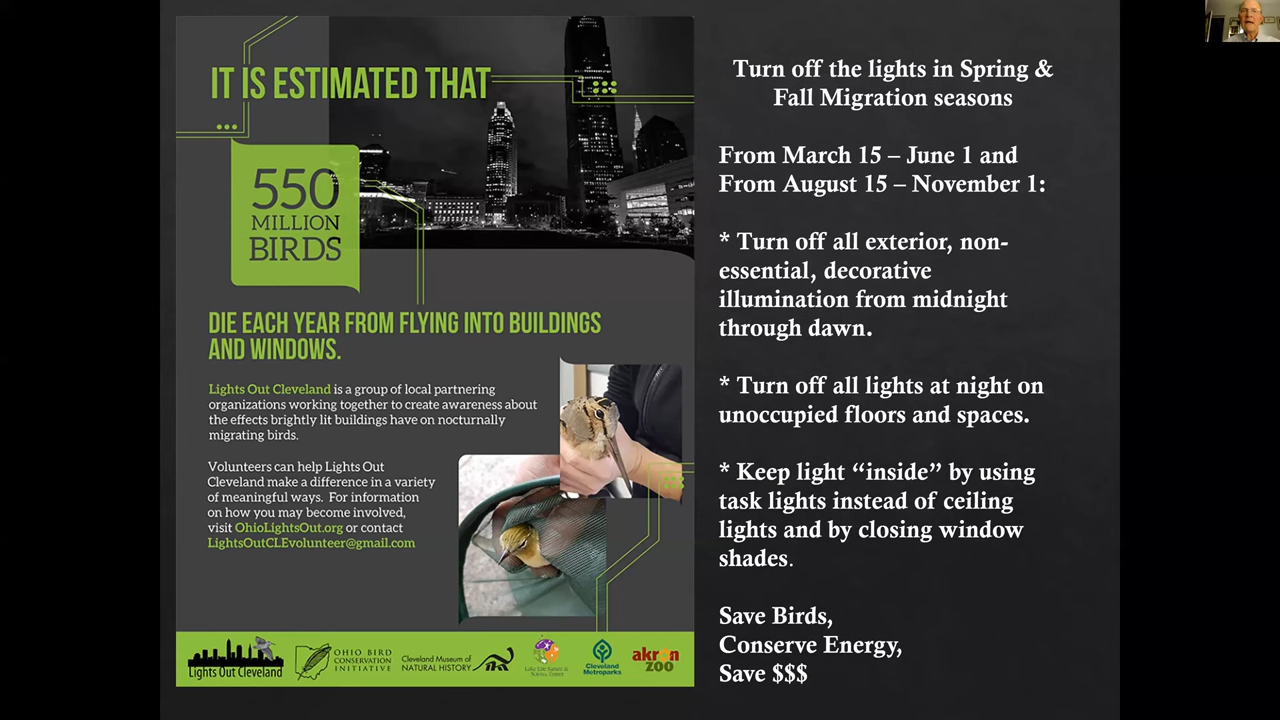 IT IS ESTIMATED THAT
550
MILLION
BIRDS
DIE EACH YEAR FROM FLYING INTO BUILDINGS
AND WINDOWS.
Lights Out Cleveland is a group of local partnering
organizations working together to create awareness about
the effects brightly lit buildings have on nocturnally
migrating birds.
Volunteers can help Lights Out
Cleveland make a difference in a variety
of meaningful ways. For information
on how you may become involved,
visit OhioLightsOut.org or contact
LightsOutCLEvolunteer@gmail.com
Lights Out Cleveland
OHIO BIRD
CONSERVATION
INITIATIVE
Cleveland Museum of
NATURAL HISTORY
Lake Erie Nature &
Science Center
Cleveland
Metroparks
akron
ZOO
Turn off the lights in Spring &
Fall Migration seasons
From March 15 – June 1 and
From August 15 – November 1:
* Turn off all exterior, non-
essential, decorative
illumination from midnight
through dawn.
* Turn off all lights at night on
unoccupied floors and spaces.
* Keep light “inside” by using
task lights instead of ceiling
lights and by closing window
shades.
Save Birds,
Conserve Energy,
Save $$$